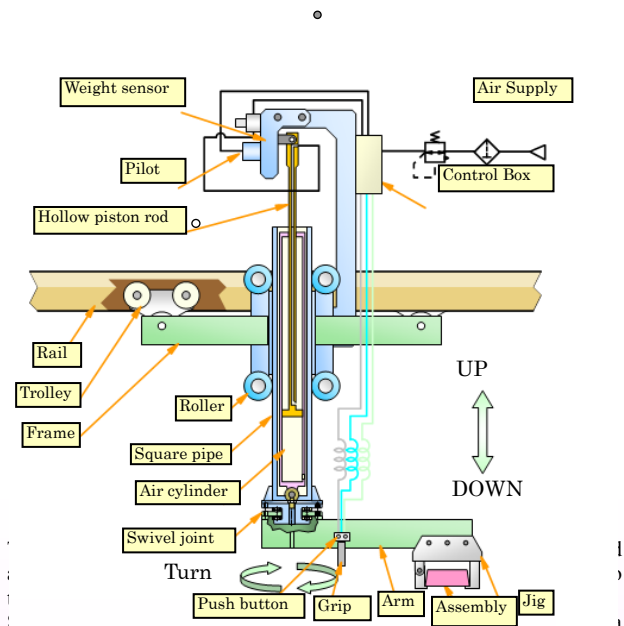 Weight sensor
Air Supply
Pilot
Control Box
Hollow piston rod
Rail
UP
Trolley
Roller
Frame
Square pipe
Air cylinder
DOWN
Swivel joint
Turn
Push button
Grip
Arm
Assembly
Jig